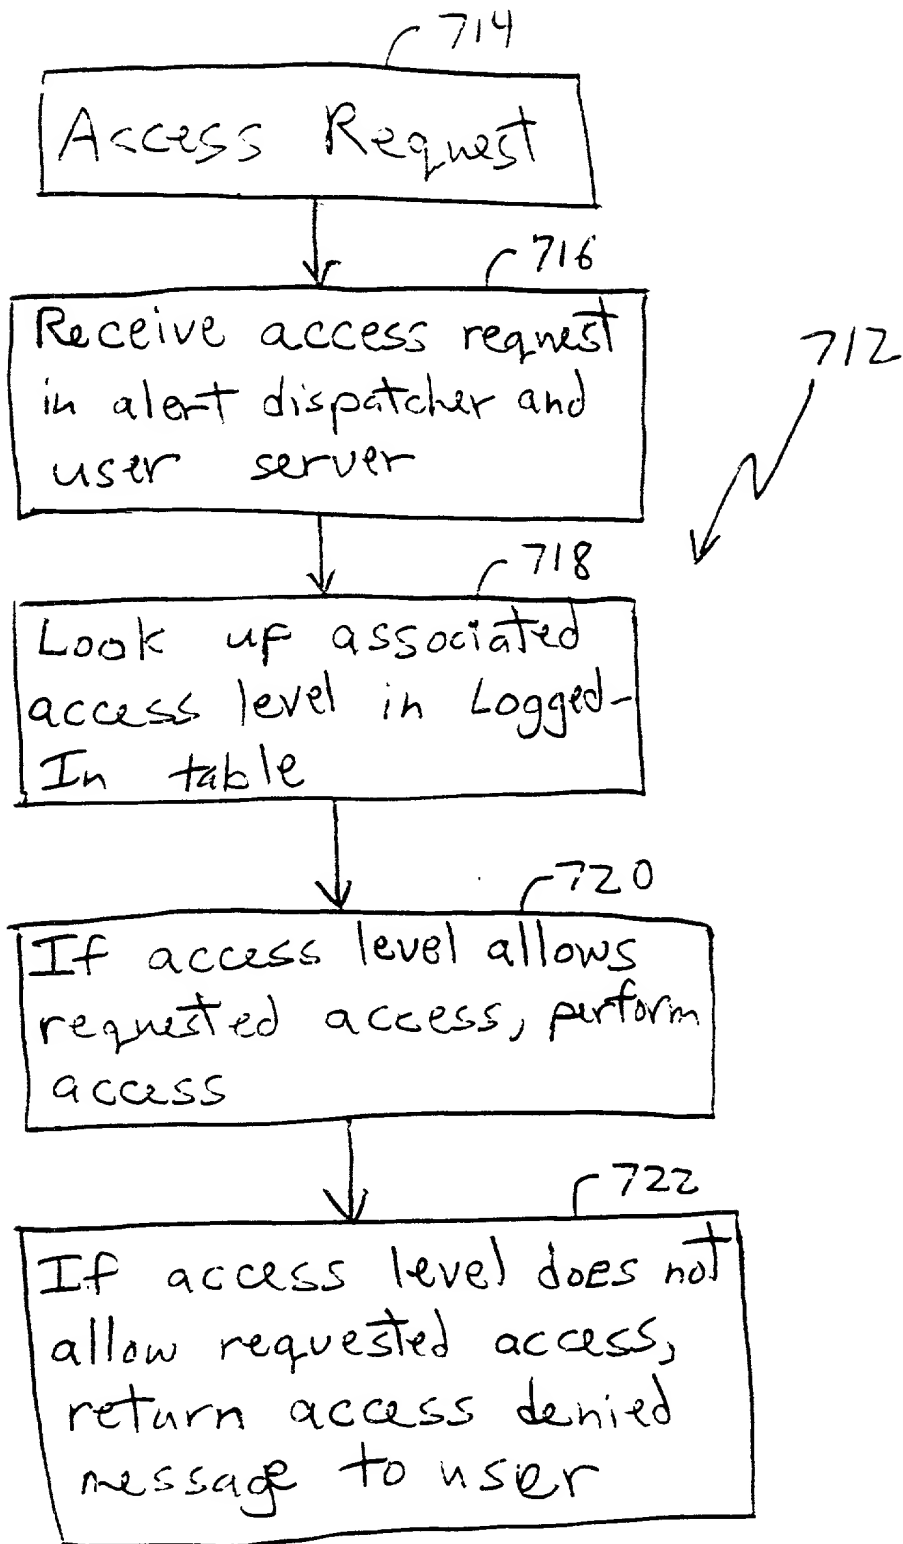 714
Access Request
716
Receive access request
in alert dispatcher and
user server
712
718
Look up associated
access level in Logged-
In table
720
If access level allows
requested access, perform
access
722
If access level does not
allow requested access,
return access denied
message to user